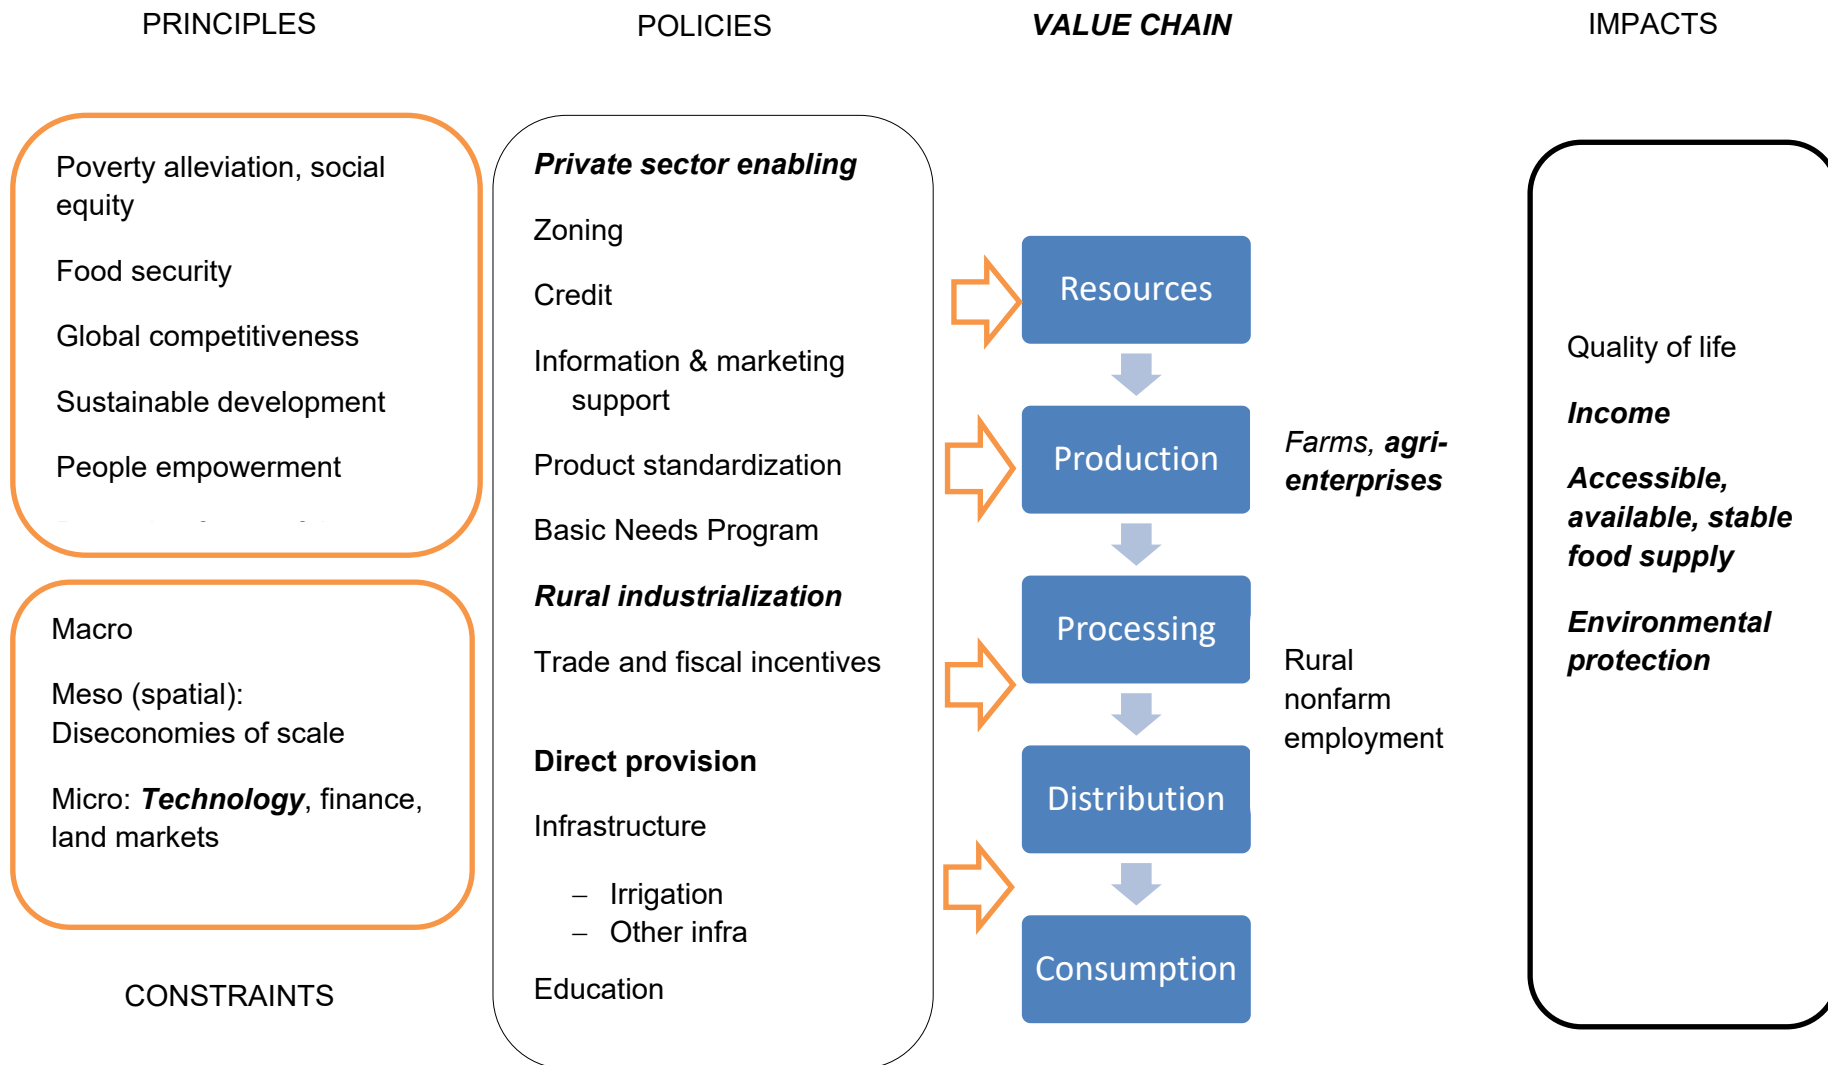 PRINCIPLES
Poverty alleviation, social
equity
Food security
Global competitiveness
Sustainable development
People empowerment
Macro
Meso (spatial):
Diseconomies of scale
Micro: Technology, finance,
land markets
CONSTRAINTS
POLICIES
Private sector enabling
Zoning
Credit
Information & marketing
support
Product standardization
Basic Needs Program
Rural industrialization
Trade and fiscal incentives
Direct provision
Infrastructure
– Irrigation
– Other infra
Education
VALUE CHAIN
Resources
Production
Processing
Distribution
Consumption
Farms, agri-
enterprises
Rural
nonfarm
employment
IMPACTS
Quality of life
Income
Accessible,
available, stable
food supply
Environmental
protection